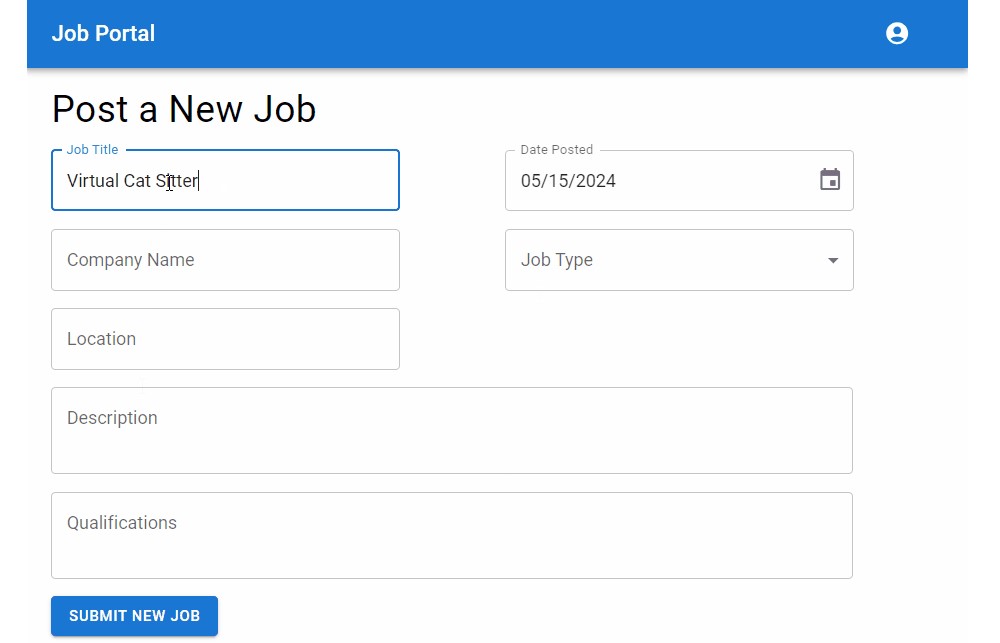 Job Portal
Post a New Job
Job Title
Virtual Cat Sitter
Date Posted
05/15/2024
Company Name
Job Type
Location
Description
Qualifications
SUBMIT NEW JOB